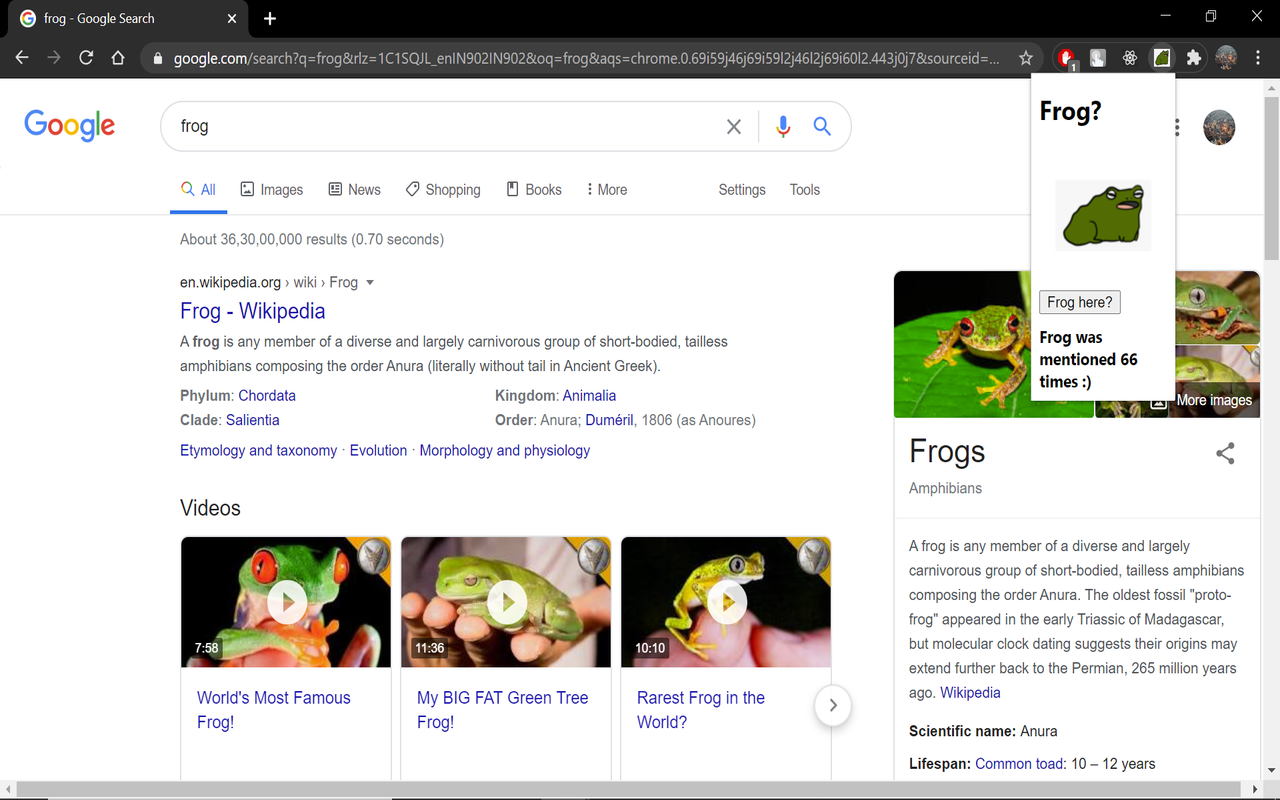 frog - Google Search
google.com/search?q=frog&rlz=1C1SQJL_enIN902IN902&oq=frog&aqs=chrome.0.69i59j46j69i59l2j46l2j69i60l2.443j0j7&sourceid=...
1
Google
frog
All
Images
News
Shopping
Books
More
Settings
Tools
About 36,30,00,000 results (0.70 seconds)
en.wikipedia.org › wiki › Frog
Frog - Wikipedia
A frog is any member of a diverse and largely carnivorous group of short-bodied, tailless
amphibians composing the order Anura (literally without tail in Ancient Greek).
Phylum: Chordata
Kingdom: Animalia
Clade: Salientia
Order: Anura; Duméril, 1806 (as Anoures)
Etymology and taxonomy · Evolution · Morphology and physiology
Videos
7:58
World's Most Famous
Frog!
11:36
My BIG FAT Green Tree
Frog!
10:10
Rarest Frog in the
World?
Frog?
Frog here?
Frog was
mentioned 66
times :)
More images
Frogs
Amphibians
A frog is any member of a diverse and largely
carnivorous group of short-bodied, tailless amphibians
composing the order Anura. The oldest fossil "proto-
frog" appeared in the early Triassic of Madagascar,
but molecular clock dating suggests their origins may
extend further back to the Permian, 265 million years
ago. Wikipedia
Scientific name: Anura
Lifespan: Common toad: 10 – 12 years